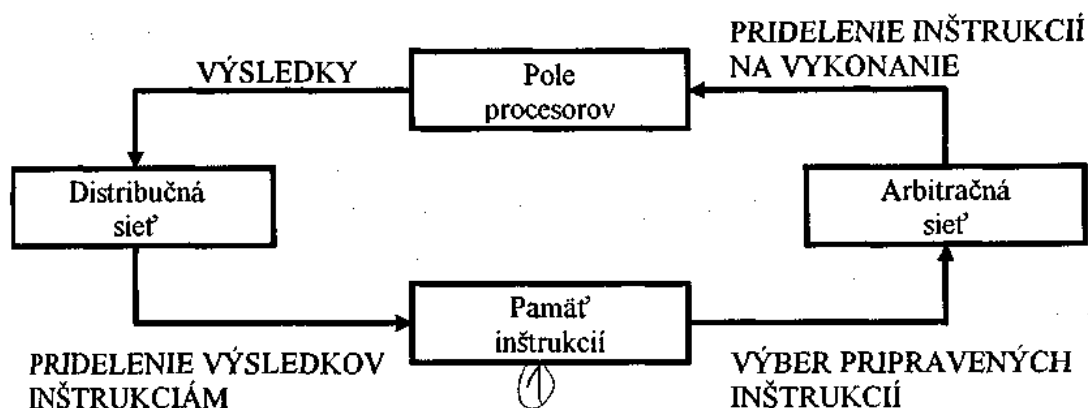 PRIDELENIE INŠTRUKCIÍ
NA VYKONANIE
VÝSLEDKY
Pole
procesorov
Distribučná
sieť
Arbitračná
sieť
Pamäť
inštrukcií
PRIDELENIE VÝSLEDKOV
INŠTRUKCIÁM
VÝBER PRIPRAVENÝCH
INŠTRUKCIÍ
1